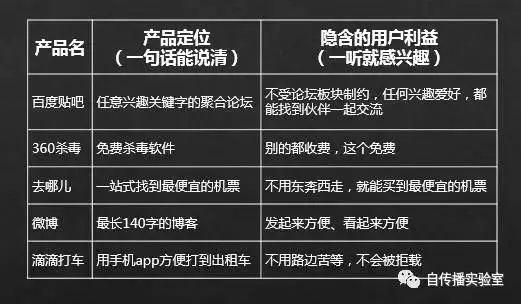 产品名
产品定位
（一句话能说清）
隐含的用户利益
（一听就感兴趣）
百度贴吧
任意兴趣关键字的聚合论坛
不受论坛板块制约，任何兴趣爱好，都
能找到伙伴一起交流
360杀毒
免费杀毒软件
别的都收费，这个免费
去哪儿
一站式找到最便宜的机票
不用东奔西走，就能买到最便宜的机票
微博
最长140字的博客
发起来方便、看起来方便
滴滴打车
用手机app方便打到出租车
不用路边苦等，不会被拒载
自传播实验室